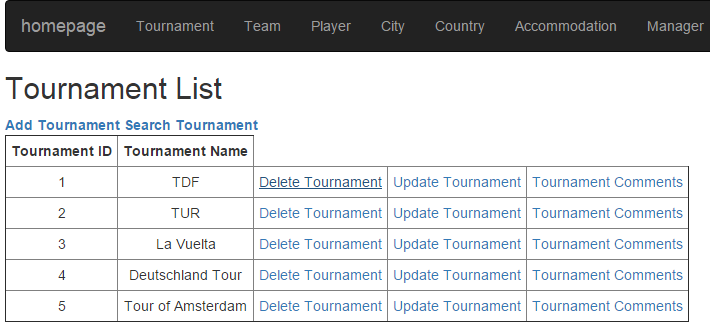 homepage Tournament Team Player City Country Accommodation Manager
Tournament List
Add Tournament Search Tournament
Tournament ID Tournament Name
1 TDF Delete Tournament Update Tournament Tournament Comments
2 TUR Delete Tournament Update Tournament Tournament Comments
3 La Vuelta Delete Tournament Update Tournament Tournament Comments
4 Deutschland Tour Delete Tournament Update Tournament Tournament Comments
5 Tour of Amsterdam Delete Tournament Update Tournament Tournament Comments